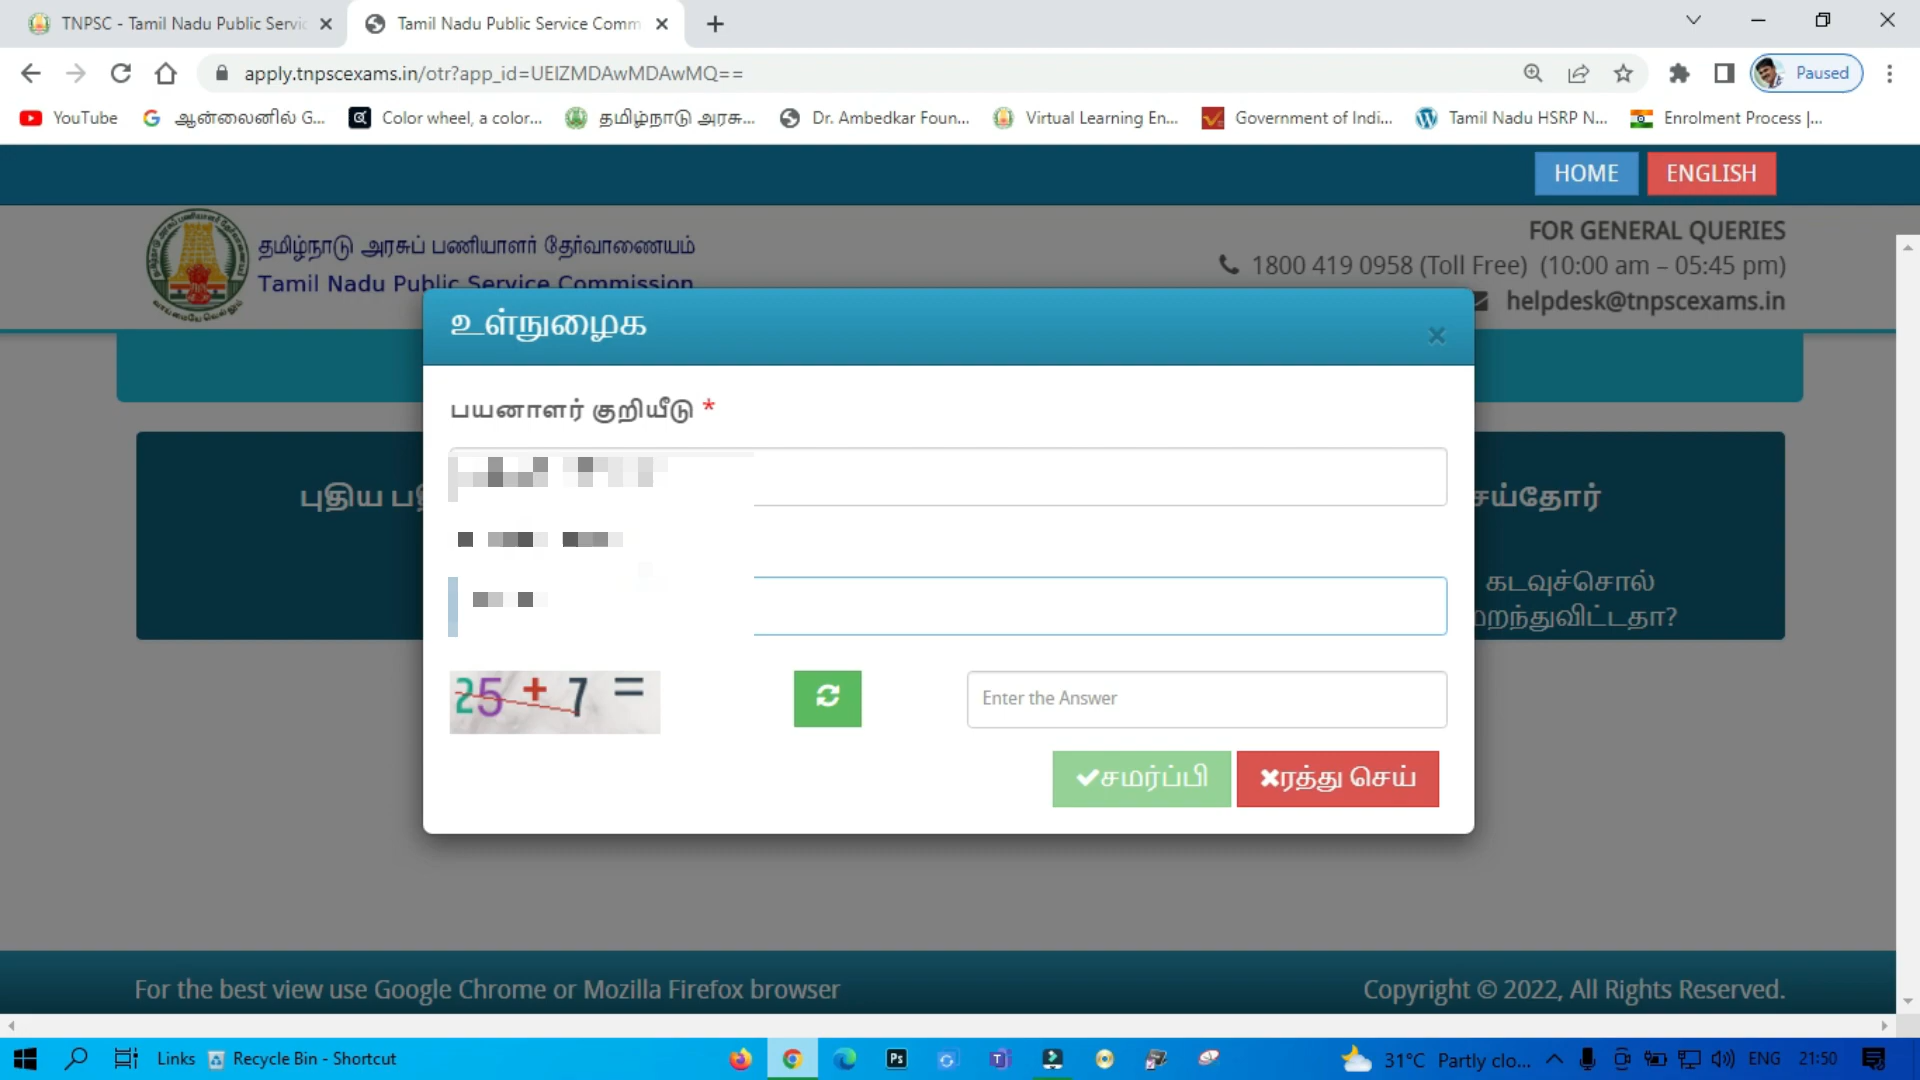 TNPSC - Tamil Nadu Public Servic
Tamil Nadu Public Service Comm
apply.tnpscexams.in/otr?app_id=UEIZMDAwMDAwMQ==
Paused
YouTube
ஆன்லைனில் G...
Color wheel, a color...
தமிழ்நாடு அரசு...
Dr. Ambedkar Foun...
Virtual Learning En...
Government of Indi...
Tamil Nadu HSRP N...
Enrolment Process |...
HOME
ENGLISH
தமிழ்நாடு அரசுப் பணியாளர் தேர்வாணையம்
Tamil Nadu Public Service Commission
FOR GENERAL QUERIES
1800 419 0958 (Toll Free) (10:00 am – 05:45 pm)
helpdesk@tnpscexams.in
உள்நுழைக
×
பயனாளர் குறியீடு *
புதிய
கடவுச்சொல்
25 + 7 =
Enter the Answer
சமர்ப்பி
ரத்து செய்
For the best view use Google Chrome or Mozilla Firefox browser
Copyright © 2022, All Rights Reserved.
Links
Recycle Bin - Shortcut
Ps
31°C Partly clo...
ENG
21:50